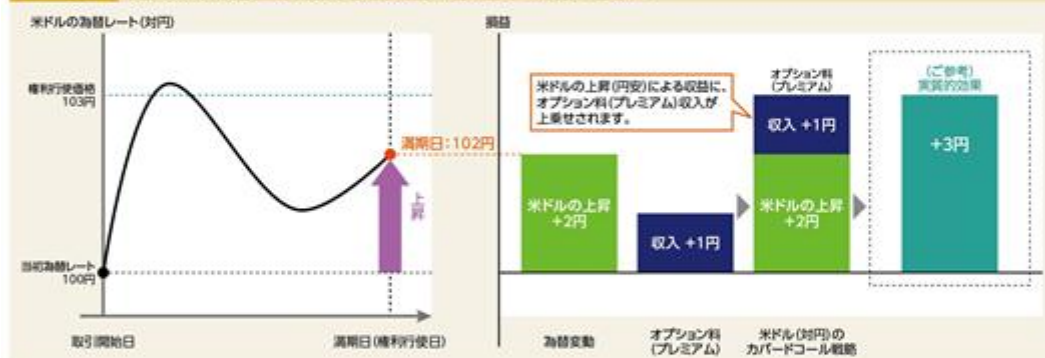 米ドルの為替レート(対円)
権利行使価格
103円
満期日:102円
上昇
当初為替レート
100円
取引開始日
満期日(権利行使日)
損益
米ドルの上昇(円安)による収益に、
オプション料(プレミアム)収入が
上乗せされます。
米ドルの上昇
+2円
収入 +1円
オプション料
(プレミアム)
収入 +1円
米ドルの上昇
+2円
(ご参考)
実質的効果
+3円
為替変動
オプション料
(プレミアム)
米ドル(対円)の
カバードコール戦略